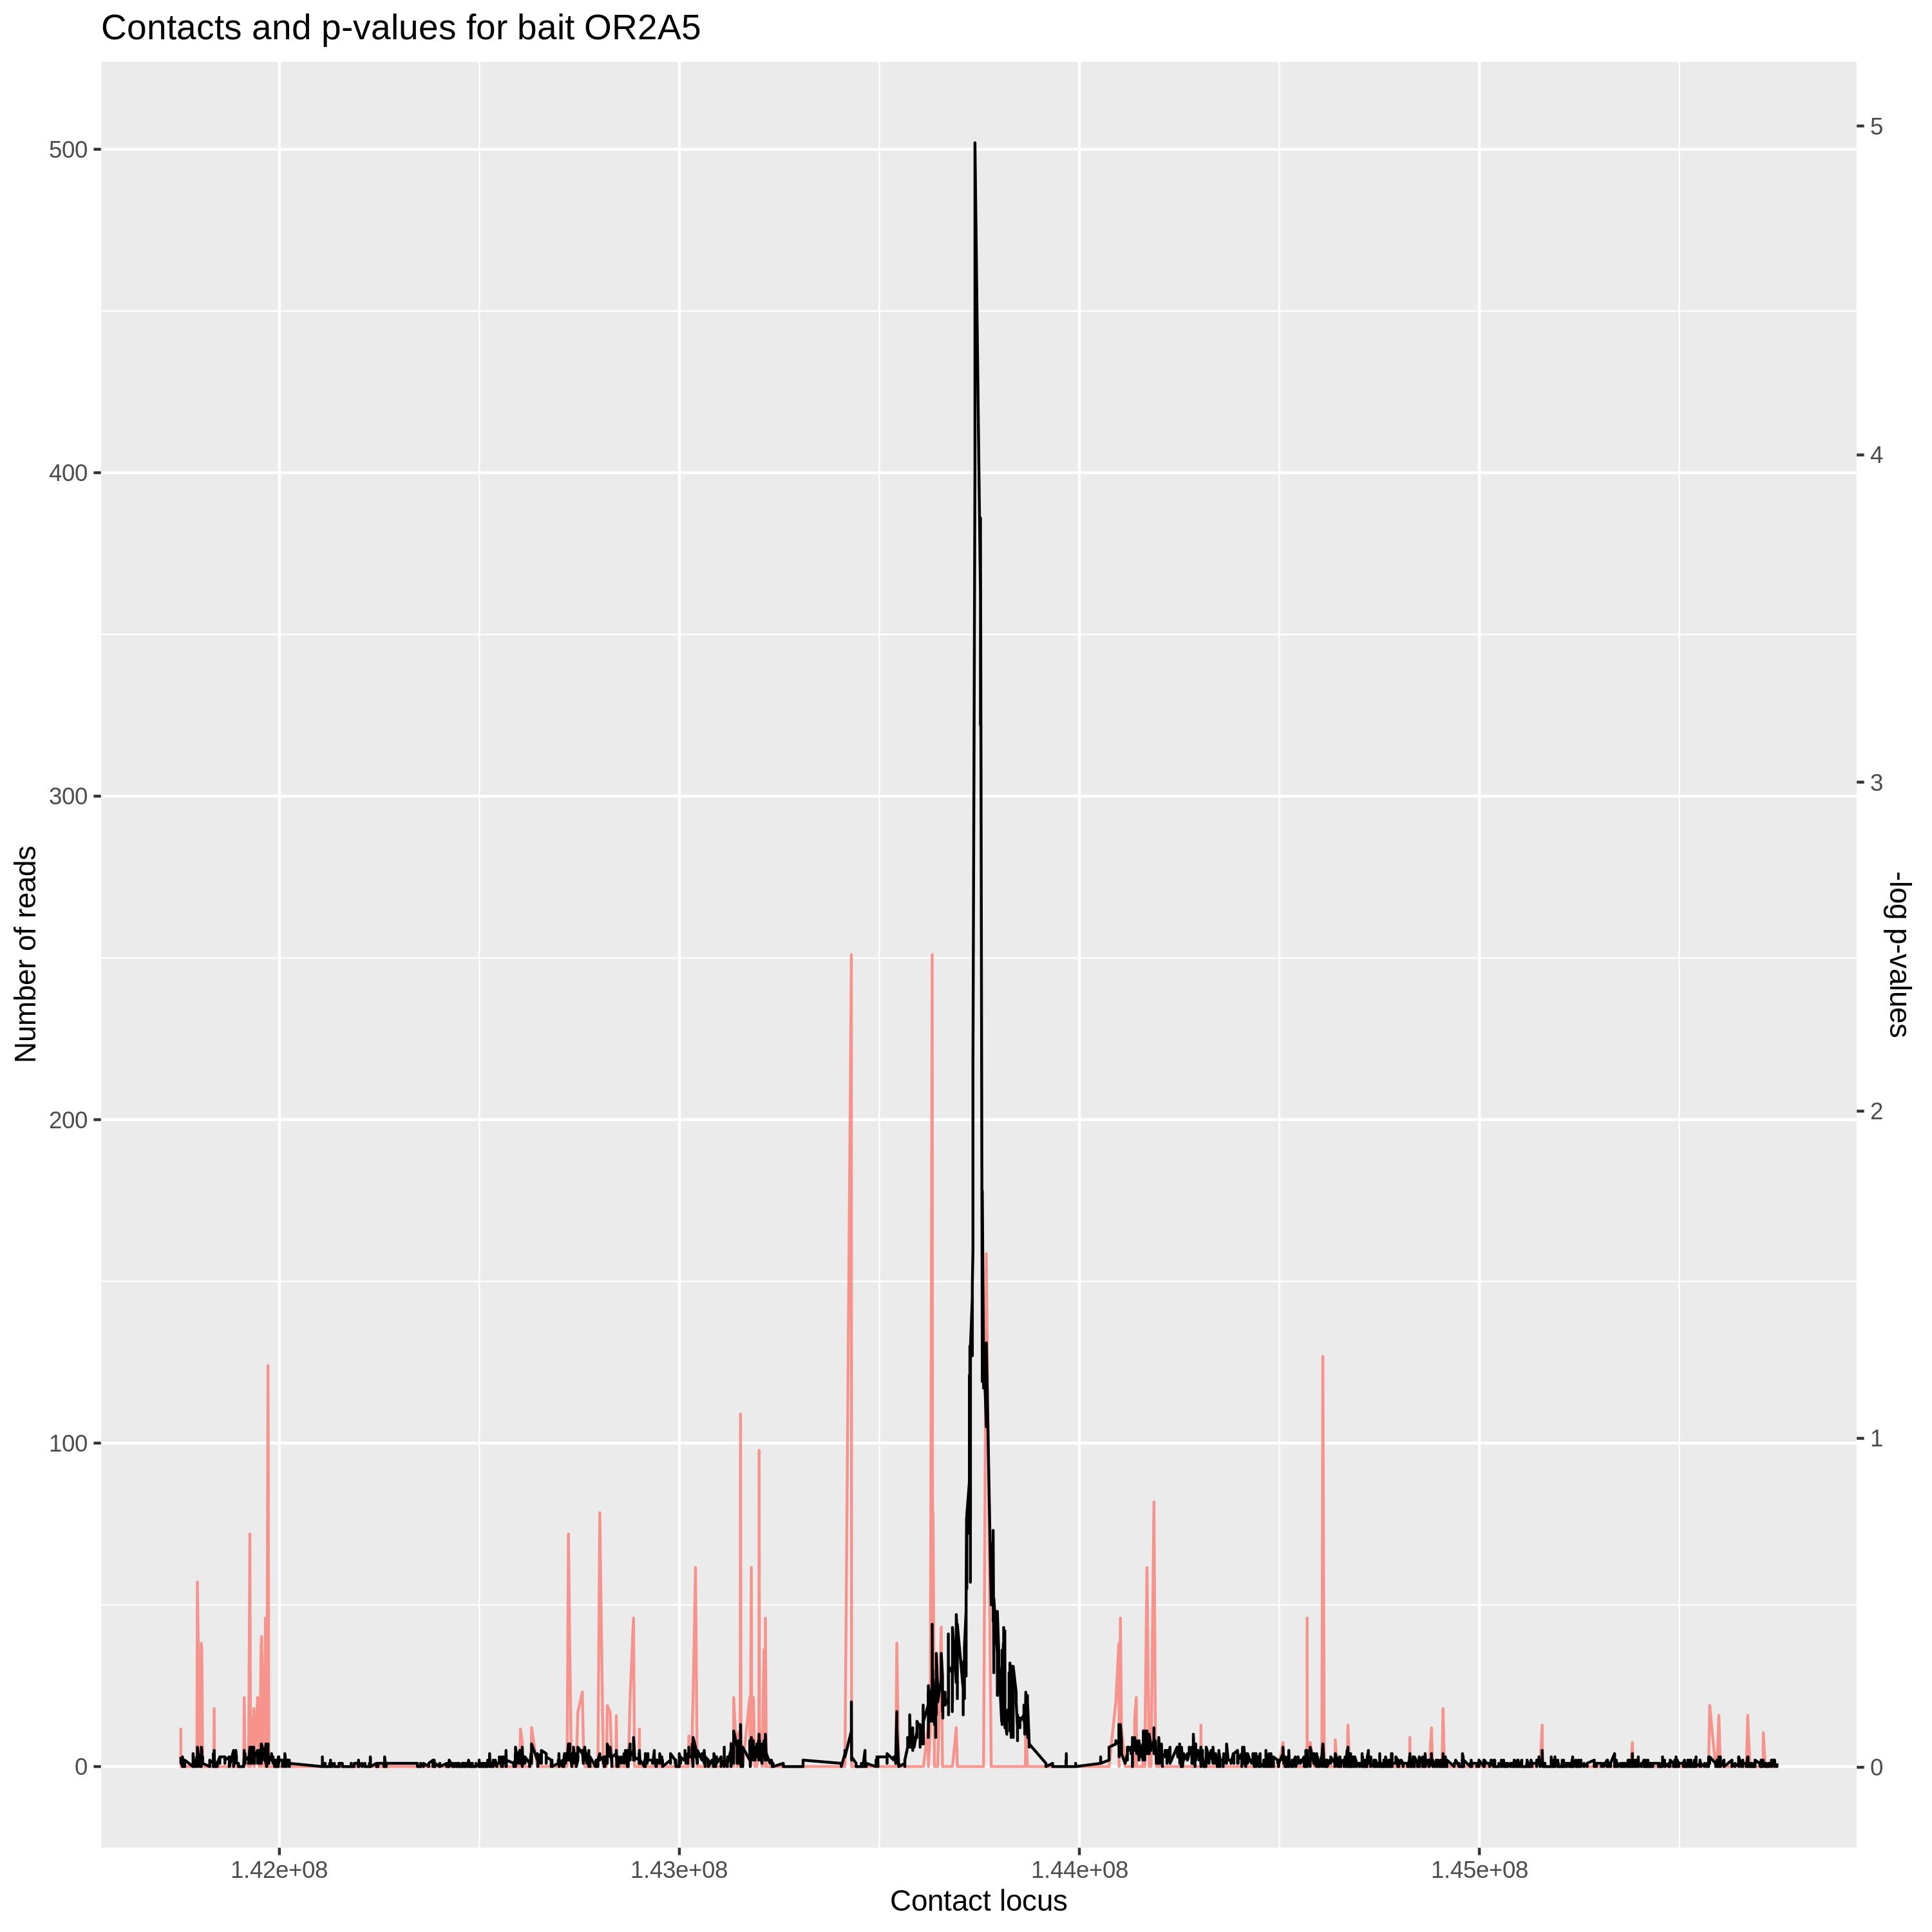 Contacts and p-values for bait OR2A5
500
400
300
200
100
0
Number of reads
5
4
3
2
1
0
-log p-values
1.42e+08 1.43e+08 1.44e+08 1.45e+08
Contact locus